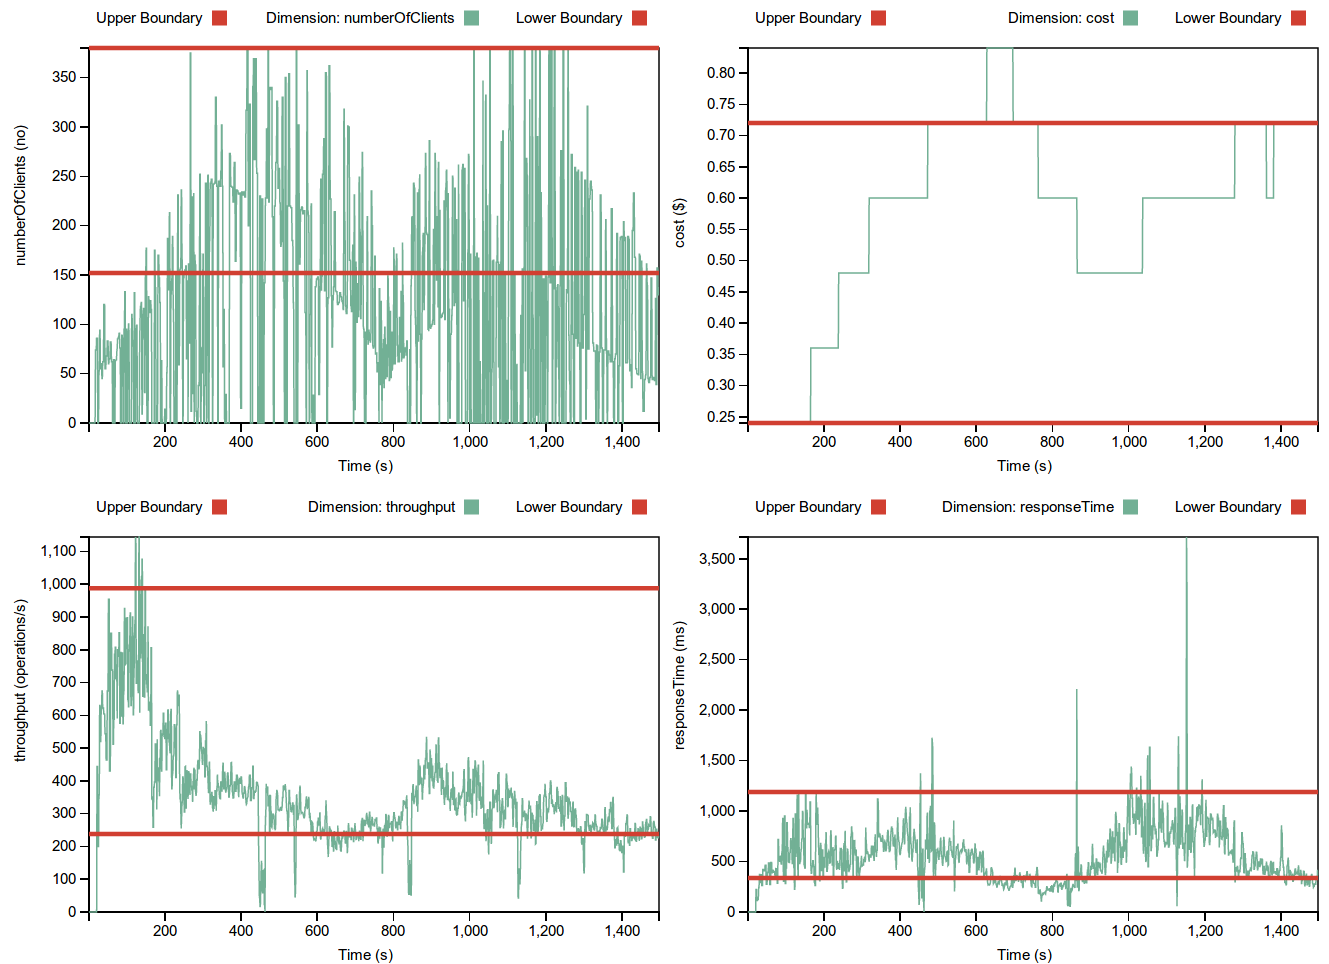 Upper Boundary Dimension: numberOfClients Lower Boundary
numberOfClients (no)
350
300
250
200
150
100
50
0
200 400 600 800 1,000 1,200 1,400
Time (s)
Upper Boundary Dimension: cost Lower Boundary
cost ($)
0.80
0.75
0.70
0.65
0.60
0.55
0.50
0.45
0.40
0.35
0.30
0.25
200 400 600 800 1,000 1,200 1,400
Time (s)
Upper Boundary Dimension: throughput Lower Boundary
throughput (operations/s)
1,100
1,000
900
800
700
600
500
400
300
200
100
0
200 400 600 800 1,000 1,200 1,400
Time (s)
Upper Boundary Dimension: responseTime Lower Boundary
responseTime (ms)
3,500
3,000
2,500
2,000
1,500
1,000
500
0
200 400 600 800 1,000 1,200 1,400
Time (s)